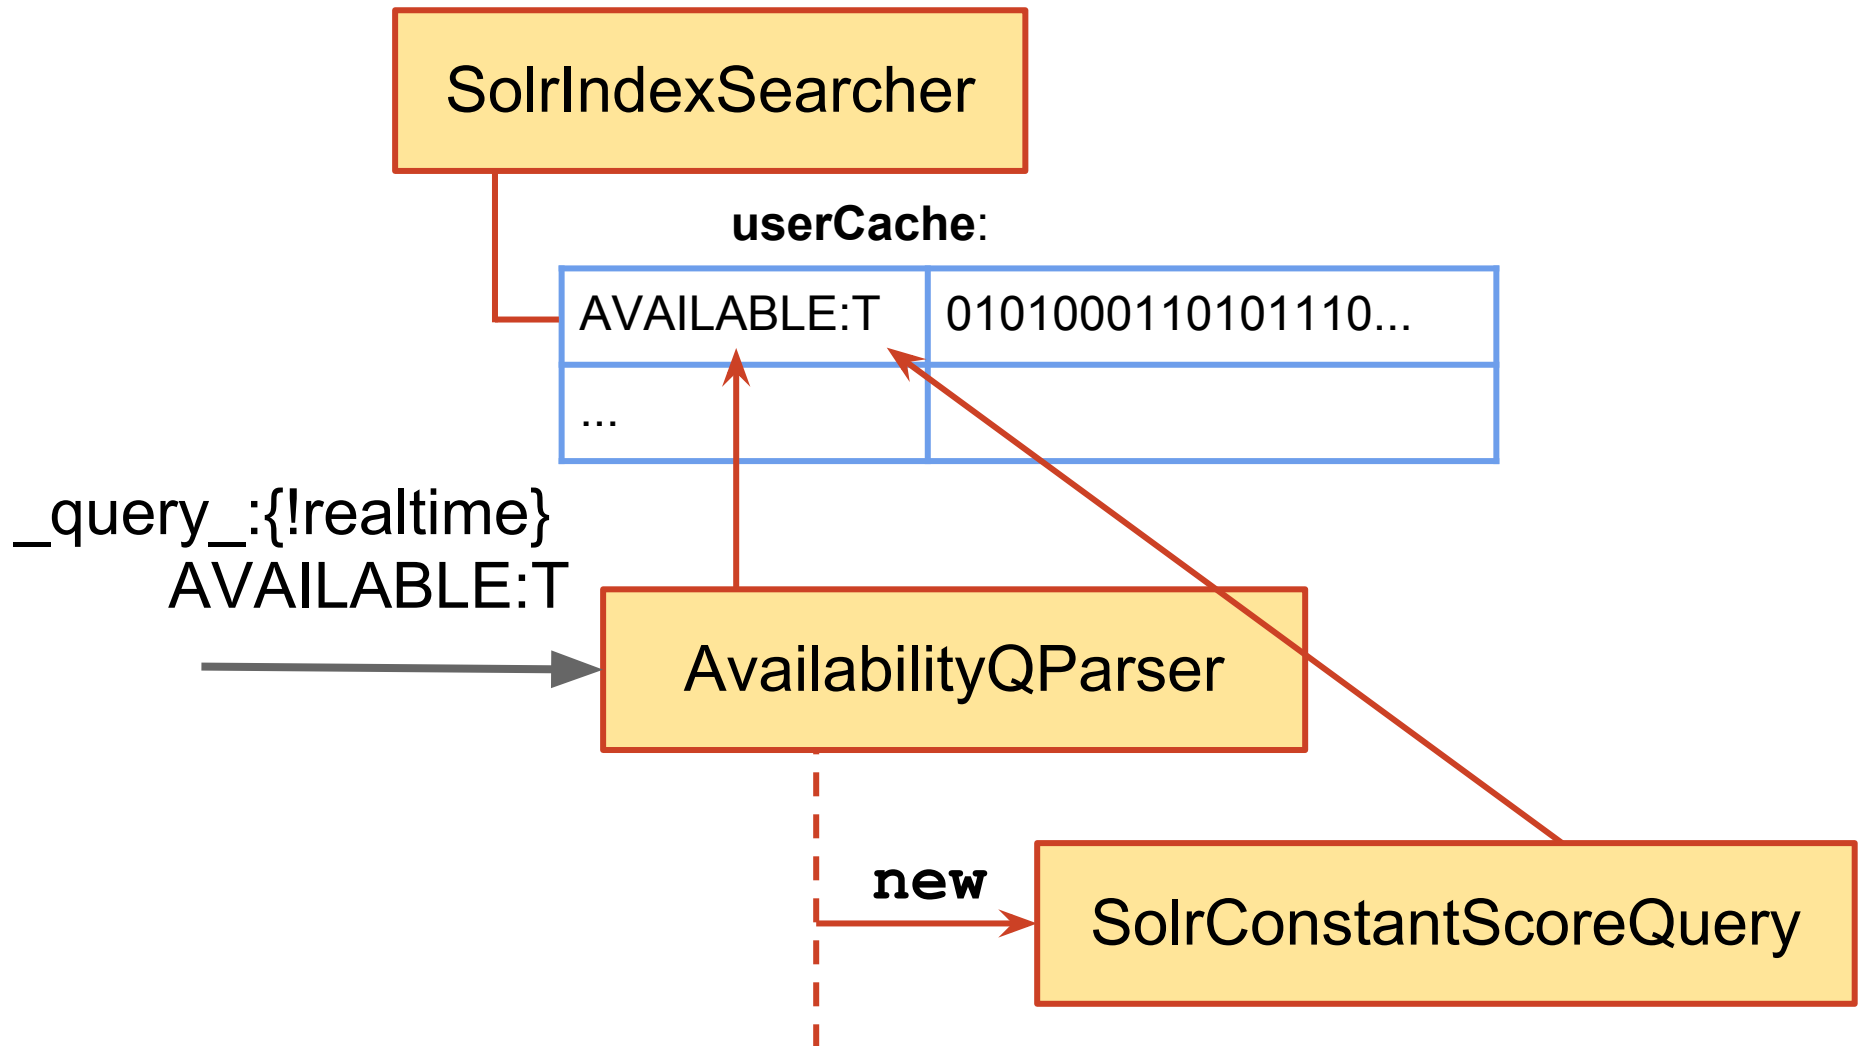 SolrIndexSearcher
userCache:
AVAILABLE:T 0101000110101110...
...
_query_:{!realtime}
AVAILABLE:T
AvailabilityQParser
new
SolrConstantScoreQuery